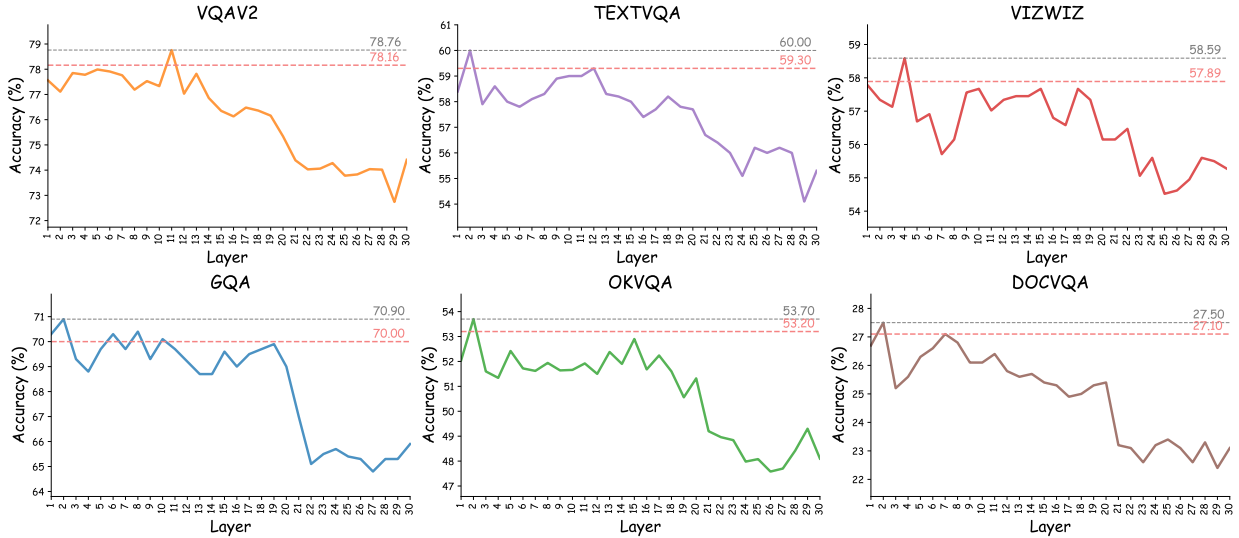 VQAV2
TEXTVQA
VIZWIZ
Accuracy (%)
79
78
77
76
75
74
73
72
78.76
78.16
1 2 3 4 5 6 7 8 9 10 11 12 13 14 15 16 17 18 19 20 21 22 23 24 25 26 27 28 29 30
Layer
Accuracy (%)
61
60
59
58
57
56
55
54
60.00
59.30
1 2 3 4 5 6 7 8 9 10 11 12 13 14 15 16 17 18 19 20 21 22 23 24 25 26 27 28 29 30
Layer
Accuracy (%)
59
58
57
56
55
54
58.59
57.89
1 2 3 4 5 6 7 8 9 10 11 12 13 14 15 16 17 18 19 20 21 22 23 24 25 26 27 28 29 30
Layer
GQA
OKVQA
DOCVQA
Accuracy (%)
71
70
69
68
67
66
65
64
70.90
70.00
1 2 3 4 5 6 7 8 9 10 11 12 13 14 15 16 17 18 19 20 21 22 23 24 25 26 27 28 29 30
Layer
Accuracy (%)
54
53
52
51
50
49
48
47
53.70
53.20
1 2 3 4 5 6 7 8 9 10 11 12 13 14 15 16 17 18 19 20 21 22 23 24 25 26 27 28 29 30
Layer
Accuracy (%)
28
27
26
25
24
23
22
27.50
27.10
1 2 3 4 5 6 7 8 9 10 11 12 13 14 15 16 17 18 19 20 21 22 23 24 25 26 27 28 29 30
Layer